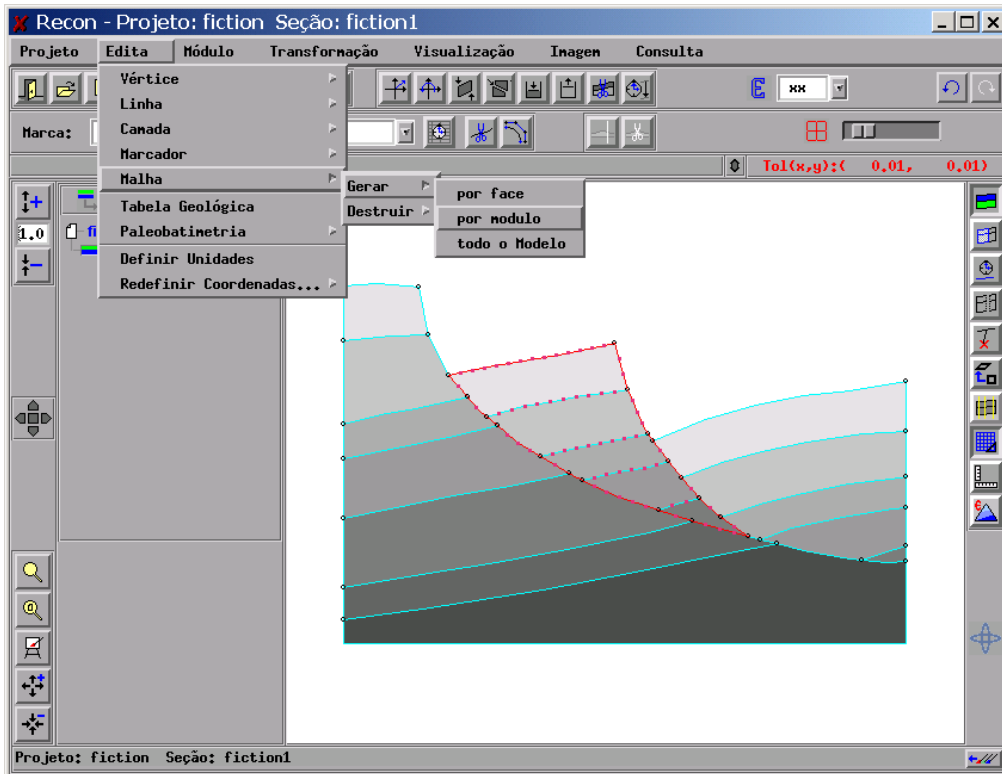 Recon - Projeto: fiction Seção: fiction1
Projeto Edita Módulo Transformação Visualização Imagem Consulta
xx
Marca:
Tol(x,y):( 0.01, 0.01)
Vértice
Linha
Camada
Marcador
Malha
Tabela Geológica
Paleobatimetria
Definir Unidades
Redefinir Coordenadas...
Gerar
Destruir
por face
por modulo
todo o Modelo
1.0
fi
Projeto: fiction Seção: fiction1